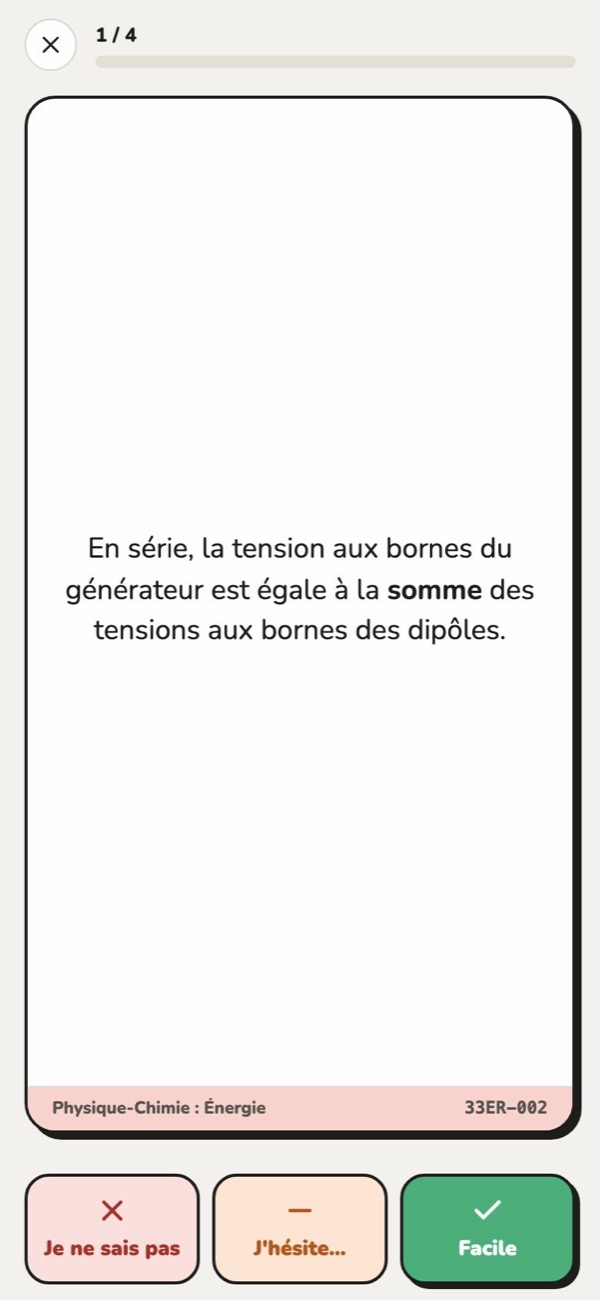 1 / 4
En série, la tension aux bornes du
générateur est égale à la somme des
tensions aux bornes des dipôles.
Physique-Chimie : Énergie
33ER-002
Je ne sais pas
J'hésite...
Facile